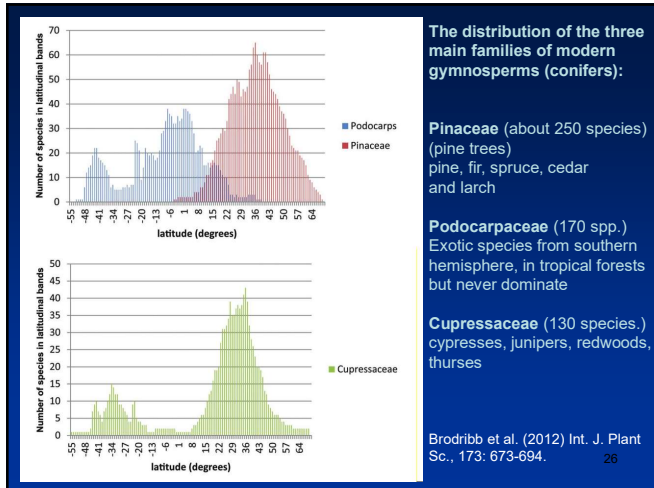 70
60
50
40
30
20
10
0
Number of species in latitudinal bands
-55
-48
-41
-34
-27
-20
-13
-6
1
8
15
22
29
36
43
50
57
64
latitude (degrees)
Podocarps
Pinaceae
50
45
40
35
30
25
20
15
10
5
0
Number of species in latitudinal bands
-55
-48
-41
-34
-27
-20
-13
-6
1
8
15
22
29
36
43
50
57
64
latitude (degrees)
Cupressaceae
The distribution of the three
main families of modern
gymnosperms (conifers):
Pinaceae (about 250 species)
(pine trees)
pine, fir, spruce, cedar
and larch
Podocarpaceae (170 spp.)
Exotic species from southern
hemisphere, in tropical forests
but never dominate
Cupressaceae (130 species.)
cypresses, junipers, redwoods,
thurses
Brodribb et al. (2012) Int. J. Plant
Sc., 173: 673-694.
26